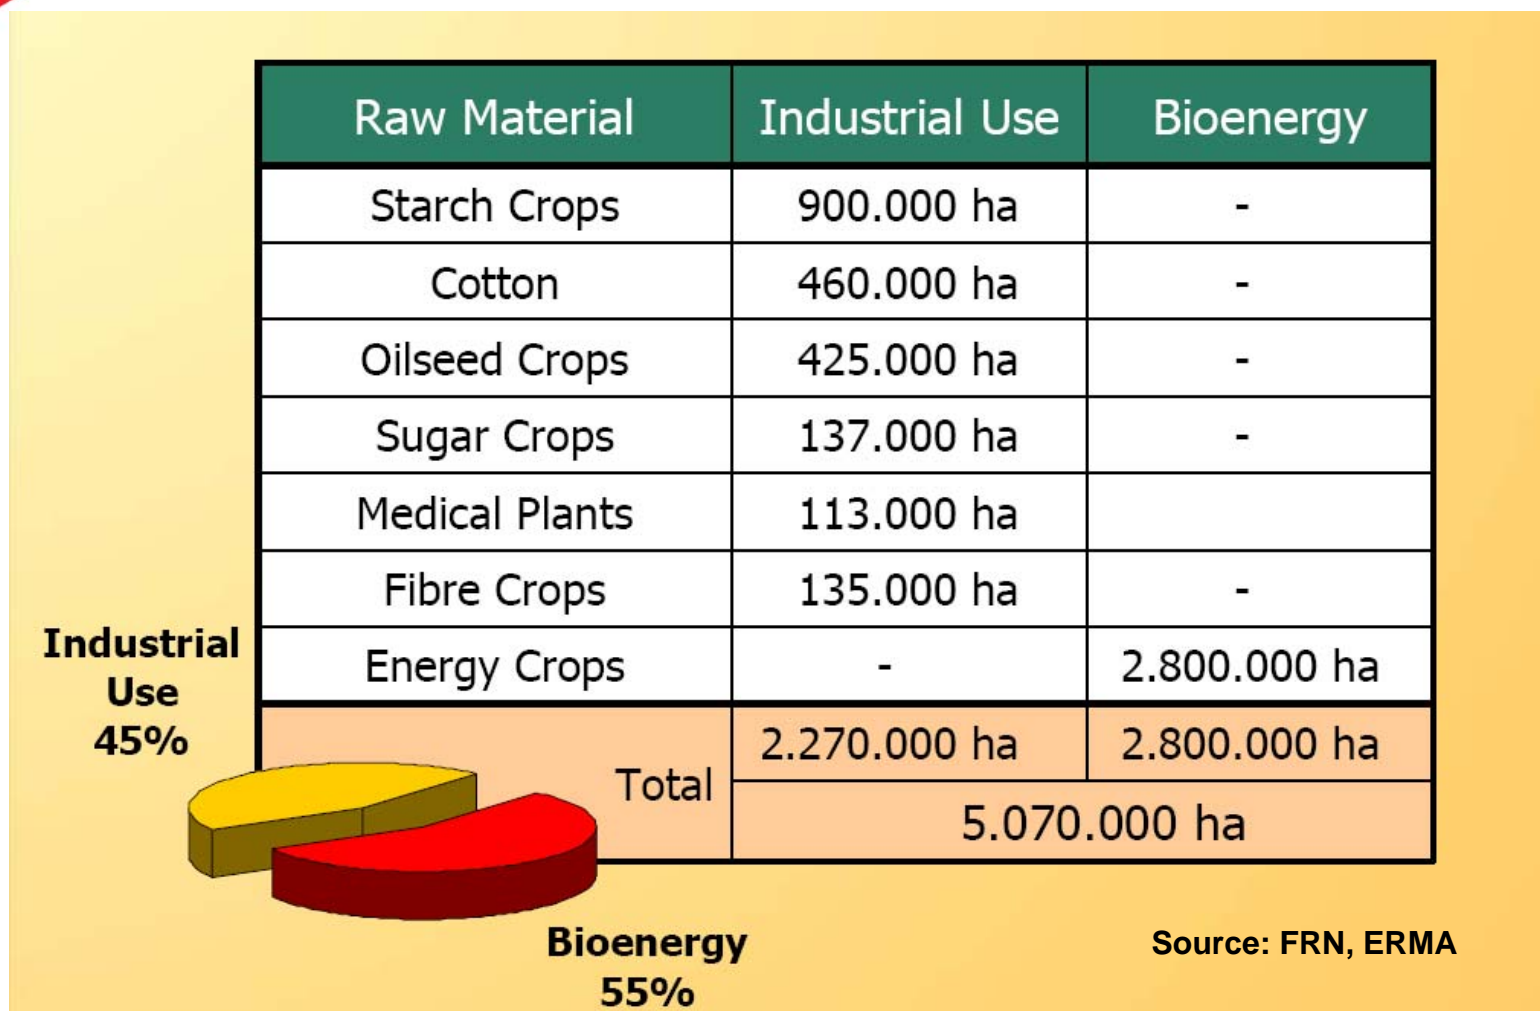 Raw Material Industrial Use Bioenergy
Starch Crops 900.000 ha -
Cotton 460.000 ha -
Oilseed Crops 425.000 ha -
Sugar Crops 137.000 ha -
Medical Plants 113.000 ha
Fibre Crops 135.000 ha -
Energy Crops - 2.800.000 ha
Total 2.270.000 ha 2.800.000 ha
5.070.000 ha
Industrial
Use
45%
Bioenergy
55%
Source: FRN, ERMA